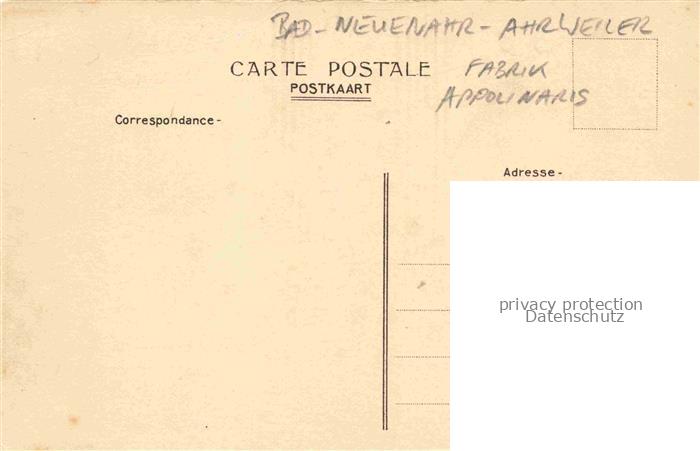 BAD-NEUENAHR-AHRWEILER
CARTE POSTALE
POSTKAART
FABRIK
APPOLINARIS
Correspondance-
Adresse-
privacy protection
Datenschutz